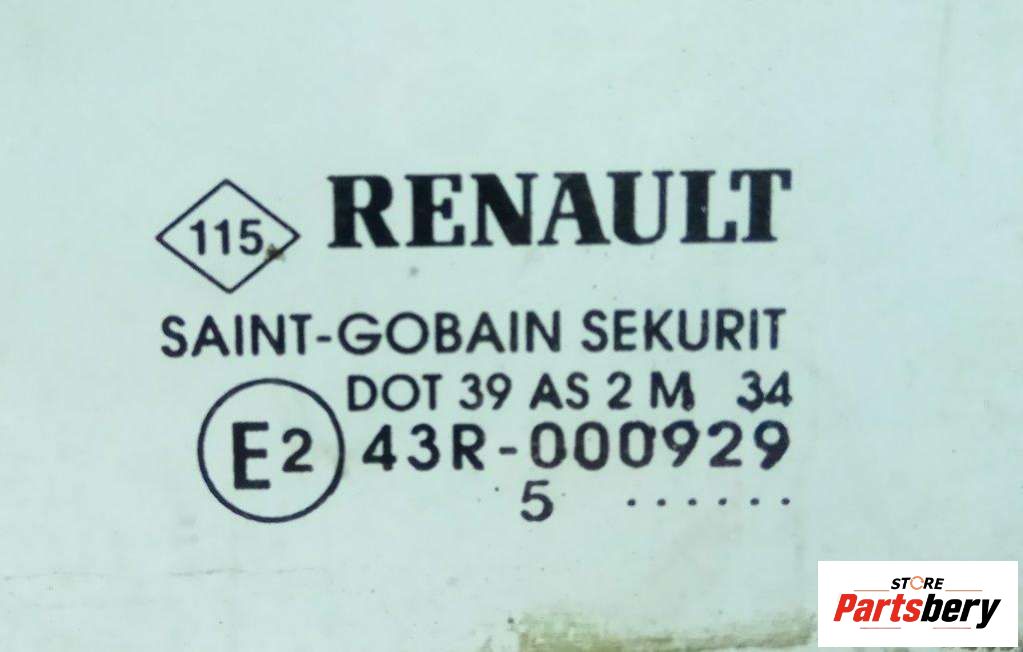 115 RENAULT
SAINT-GOBAIN SEKURIT
DOT 39 AS 2 M 34
E2 43R-000929
5 ......
STORE
Partsbery